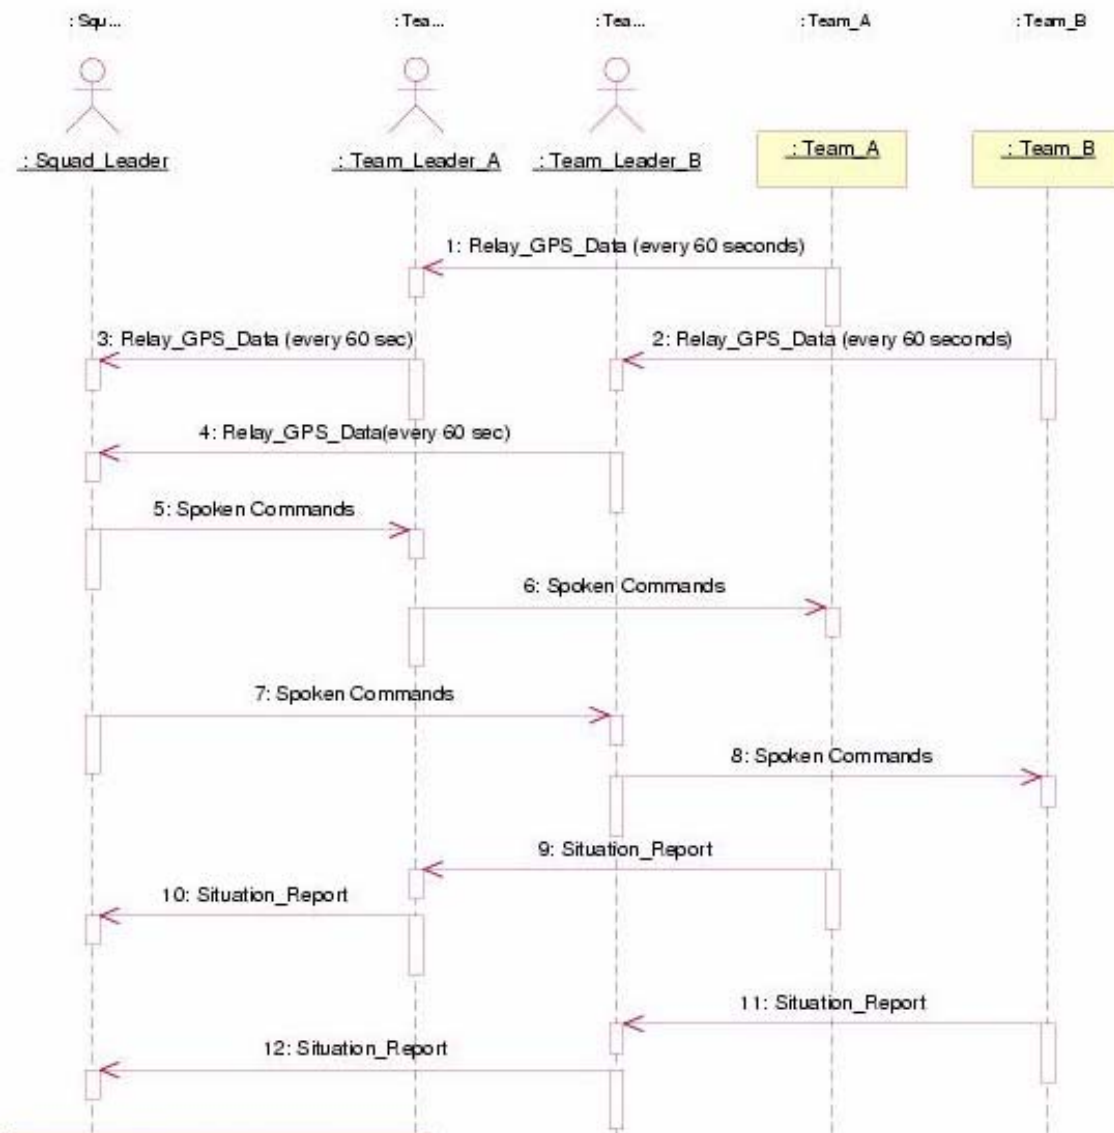 : Squ...
: Tea...
: Tea...
: Team_A
: Team_B
: Squad_Leader
: Team_Leader_A
: Team_Leader_B
: Team_A
: Team_B
1: Relay_GPS_Data (every 60 seconds)
3: Relay_GPS_Data (every 60 sec)
2: Relay_GPS_Data (every 60 seconds)
4: Relay_GPS_Data(every 60 sec)
5: Spoken Commands
6: Spoken Commands
7: Spoken Commands
8: Spoken Commands
9: Situation_Report
10: Situation_Report
11: Situation_Report
12: Situation_Report